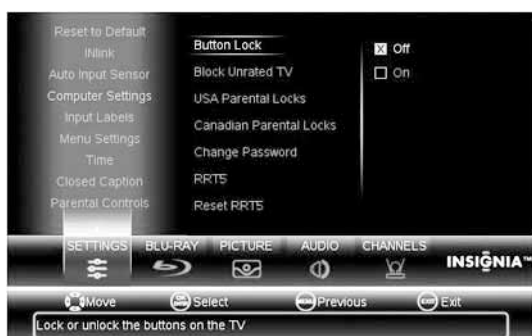 Reset to Default
INlink
Auto Input Sensor
Computer Settings
Input Labels
Menu Settings
Time
Closed Caption
Parental Controls
Button Lock
Block Unrated TV
USA Parental Locks
Canadian Parental Locks
Change Password
RRT5
Reset RRT5
Off
On
SETTINGS BLU-RAY PICTURE AUDIO CHANNELS
INSIGNIA™
Move Select Previous Exit
Lock or unlock the buttons on the TV